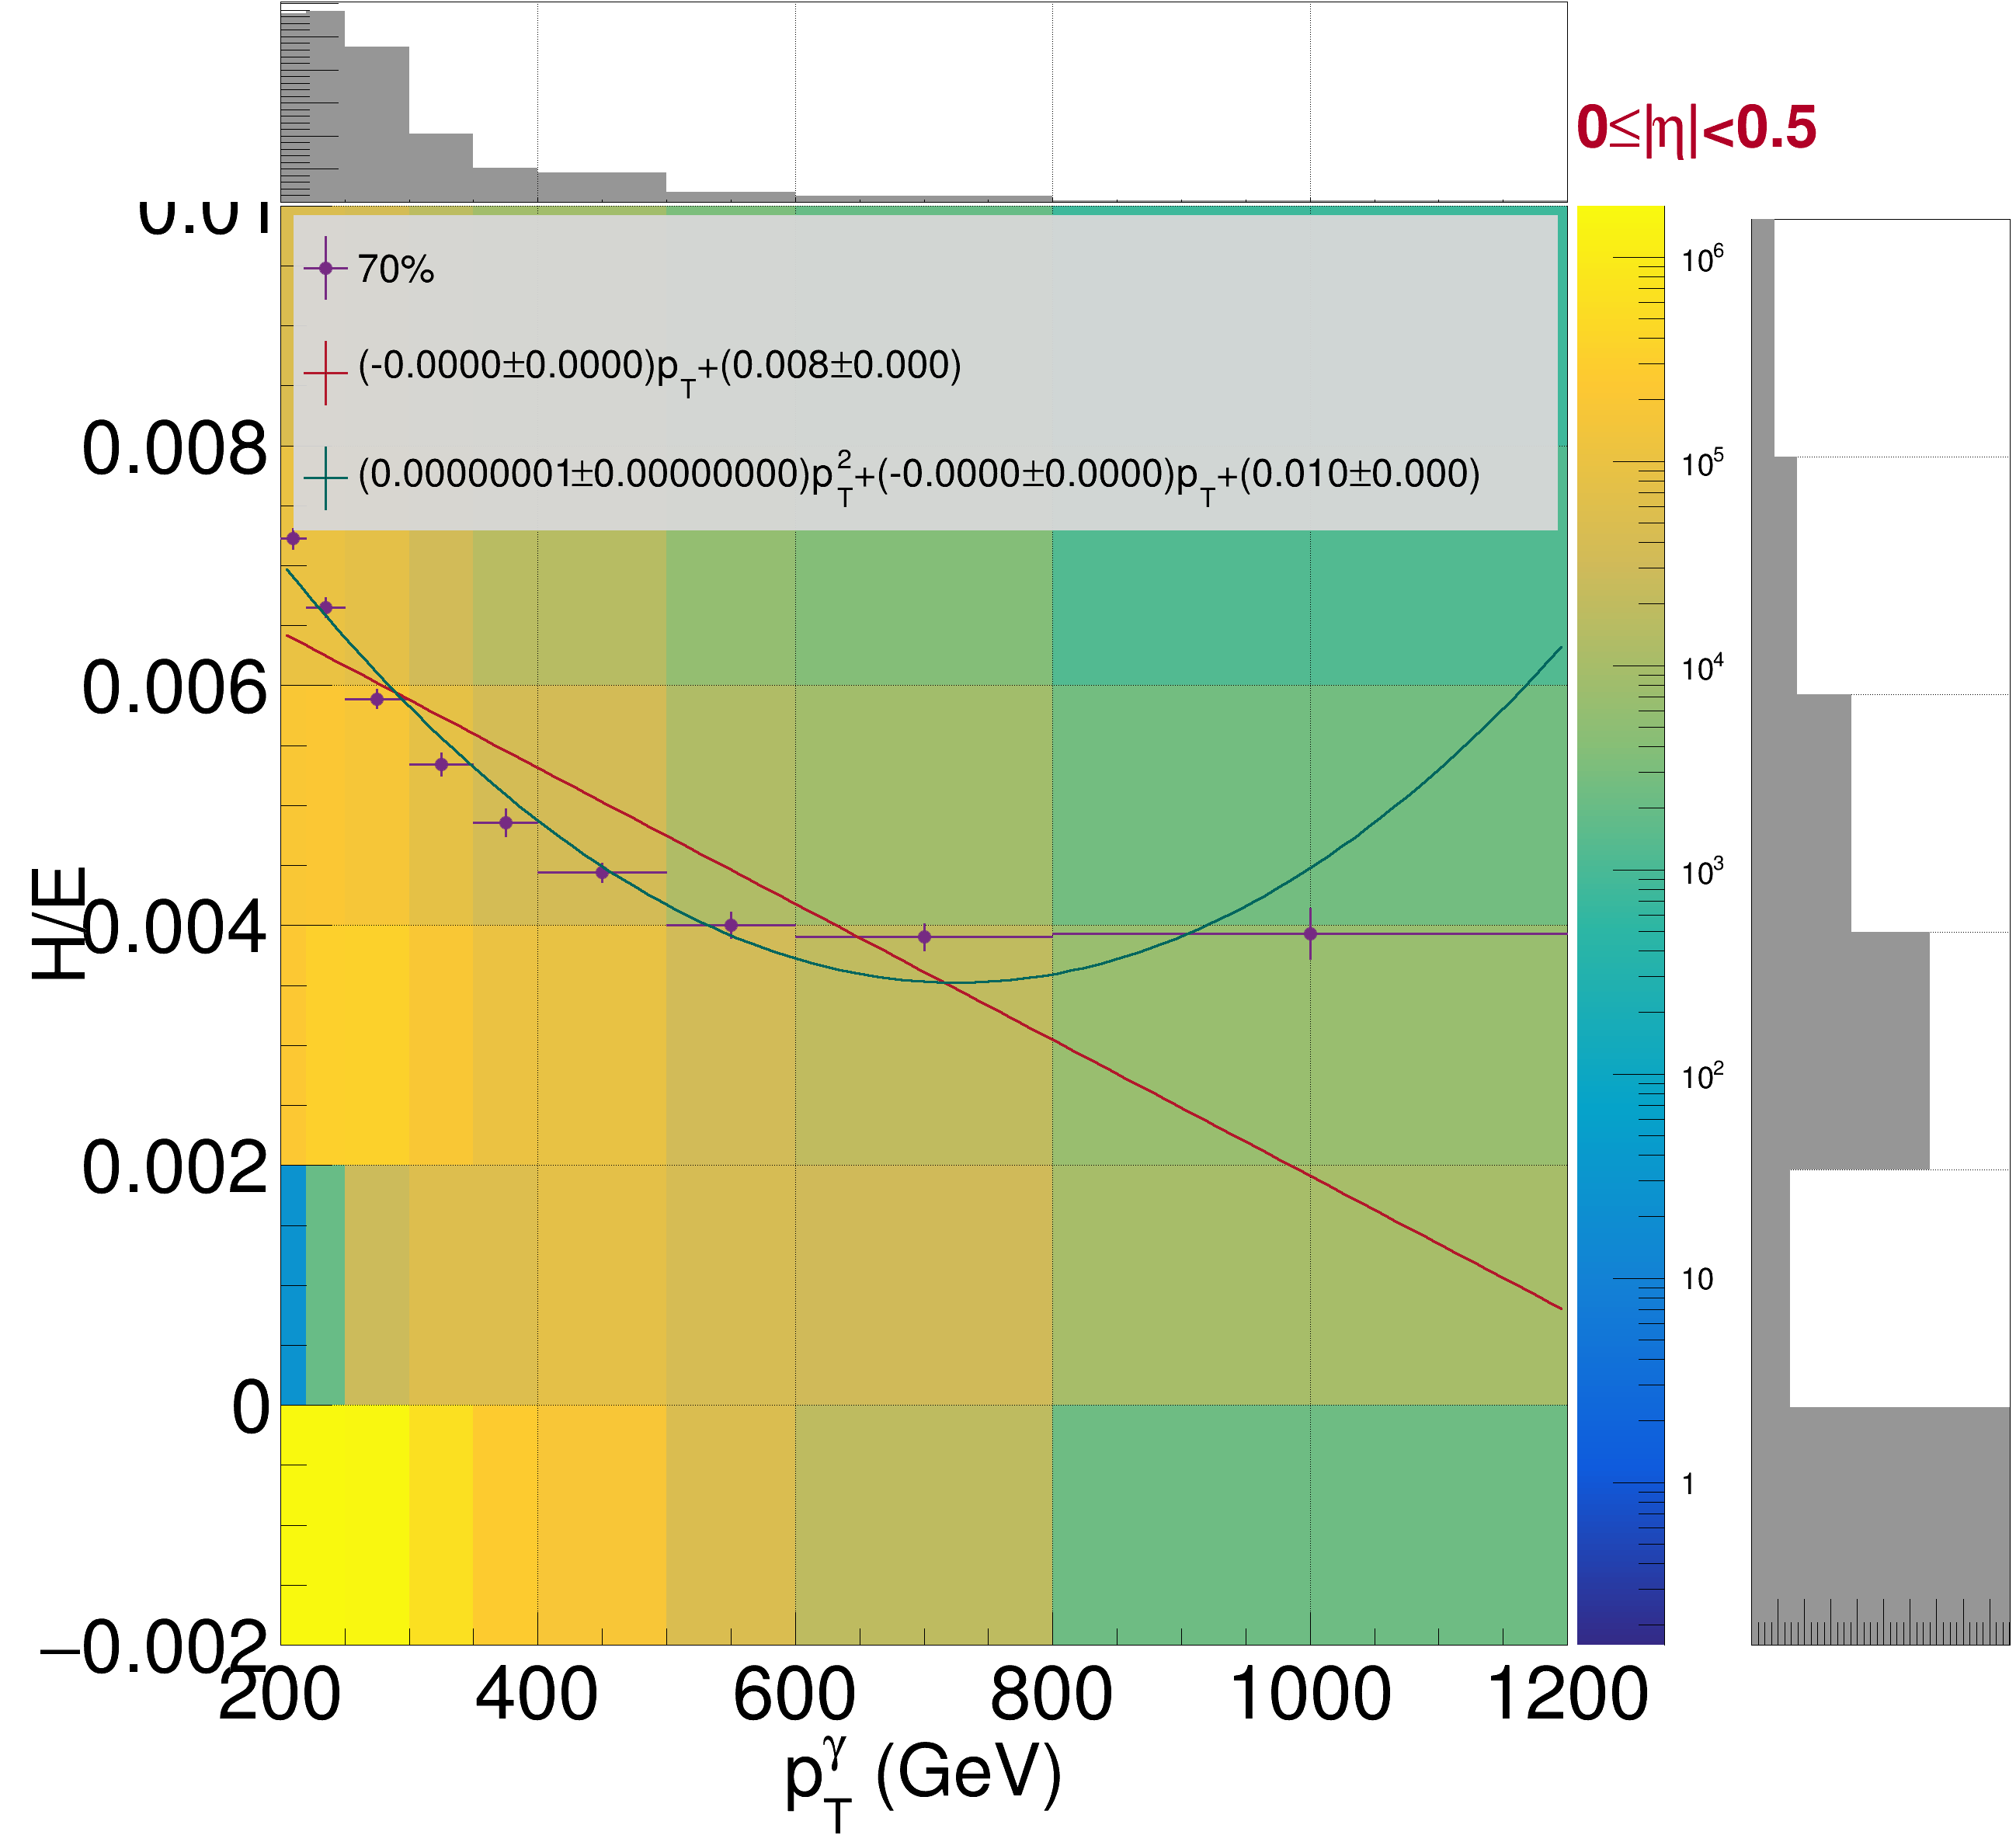 0≤|η|<0.5
0.01
70%
(-0.0000±0.0000)p_T+(0.008±0.000)
(0.00000001±0.00000000)p_T^2+(-0.0000±0.0000)p_T+(0.010±0.000)
0.008
0.006
0.004
0.002
0
−0.002
H/E
10^6
10^5
10^4
10^3
10^2
10
1
200 400 600 800 1000 1200
p_T^γ (GeV)